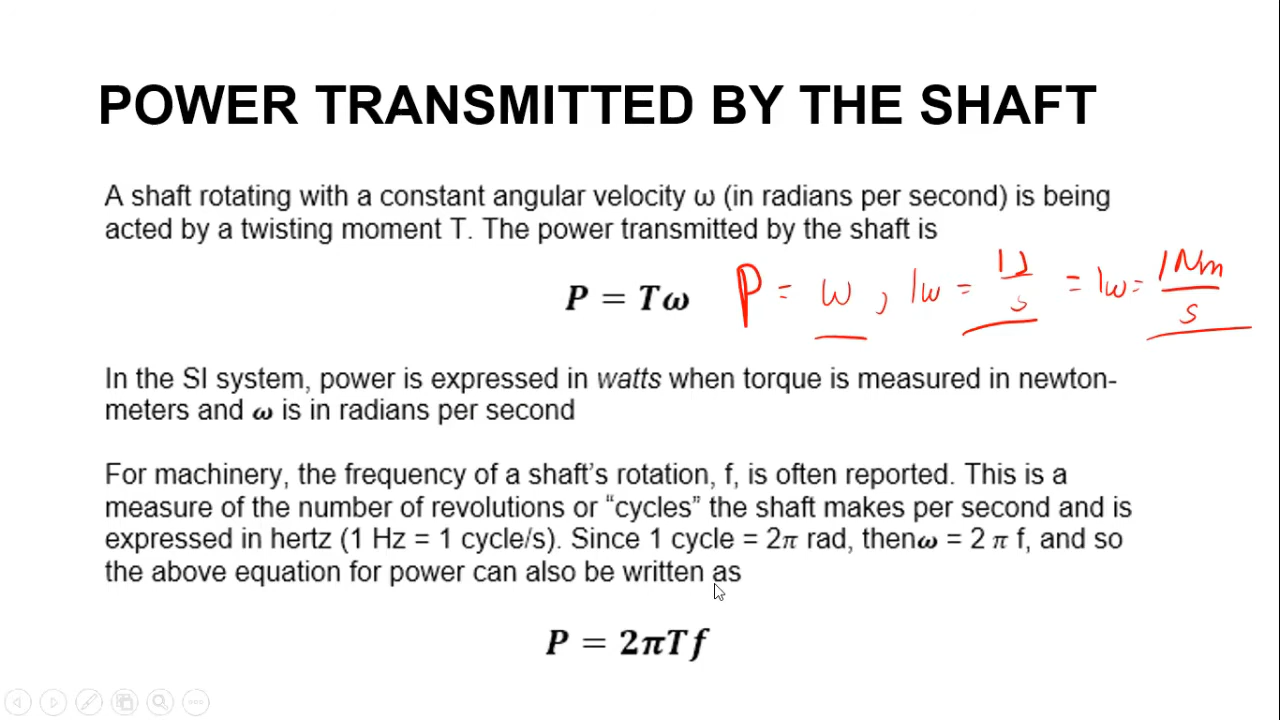 POWER TRANSMITTED BY THE SHAFT
A shaft rotating with a constant angular velocity ω (in radians per second) is being
acted by a twisting moment T. The power transmitted by the shaft is
P = Tω
P = w , 1w = 1J/s = 1w = 1Nm/s
In the SI system, power is expressed in watts when torque is measured in newton-
meters and ω is in radians per second
For machinery, the frequency of a shaft's rotation, f, is often reported. This is a
measure of the number of revolutions or “cycles” the shaft makes per second and is
expressed in hertz (1 Hz = 1 cycle/s). Since 1 cycle = 2π rad, thenω = 2 π f, and so
the above equation for power can also be written as
P = 2πTf